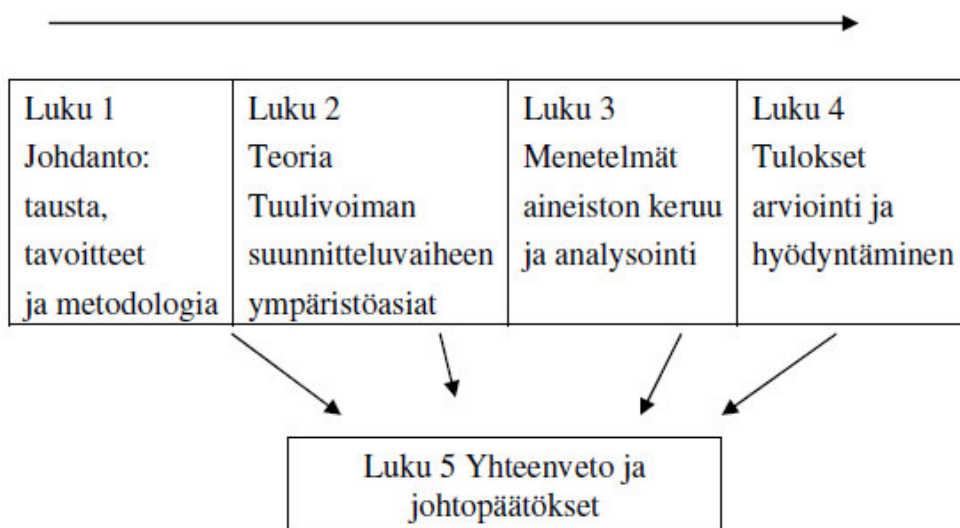 Luku 1
Johdanto:
tausta,
tavoitteet
ja metodologia
Luku 2
Teoria
Tuulivoiman
suunnitteluvaiheen
ympäristöasiat
Luku 3
Menetelmät
aineiston keruu
ja analysointi
Luku 4
Tulokset
arviointi ja
hyödyntäminen
Luku 5 Yhteenveto ja
johtopäätökset